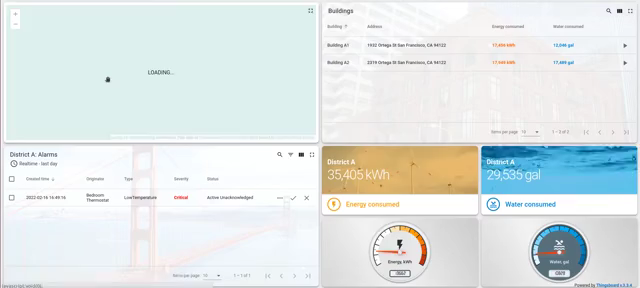 +
−
LOADING...
Buildings
Building ↑ Address Energy consumed Water consumed
Building A1 1932 Ortega St San Francisco, CA 94122 17,456 kWh 12,046 gal
Building A2 2319 Ortega St San Francisco, CA 94122 17,949 kWh 17,489 gal
Items per page: 10 1 – 2 of 2
District A: Alarms
Realtime - last day
Created time ↓ Originator Type Severity Status
2022-02-16 16:49:16 Bedroom Thermostat LowTemperature Critical Active Unacknowledged
Items per page: 10 1 – 1 of 1
District A
35,405 kWh
Energy consumed
District A
29,535 gal
Water consumed
Energy, kWh
Water, gal
Powered by Thingsboard v.3.3.4
javascript:void(0);